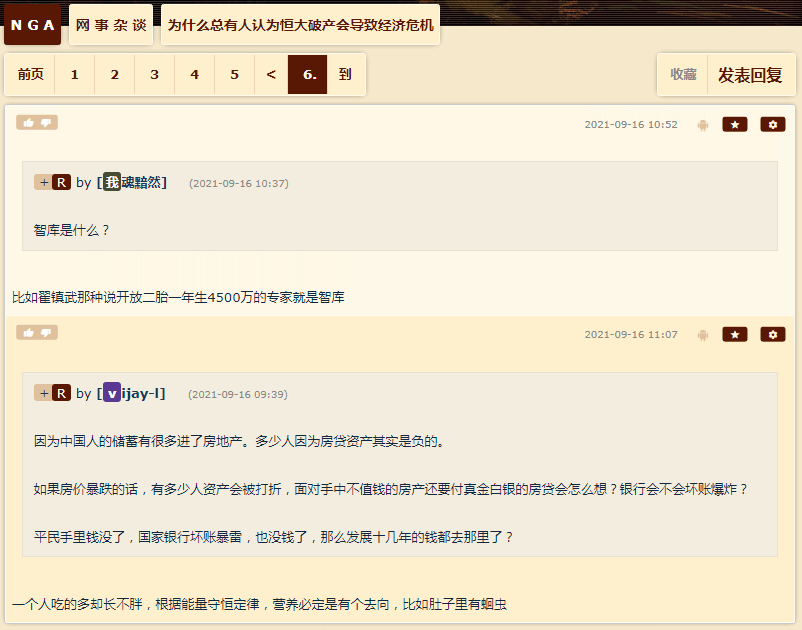 NGA 网事杂谈 为什么总有人认为恒大破产会导致经济危机
前页 1 2 3 4 5 < 6. 到 收藏 发表回复
2021-09-16 10:52
+ R by [我魂黯然] (2021-09-16 10:37)
智库是什么？
比如翟镇武那种说开放二胎一年生4500万的专家就是智库
2021-09-16 11:07
+ R by [vijay-l] (2021-09-16 09:39)
因为中国人的储蓄有很多进了房地产。多少人因为房贷资产其实是负的。
如果房价暴跌的话，有多少人资产会被打折，面对手中不值钱的房产还要付真金白银的房贷会怎么想？银行会不会坏账爆炸？
平民手里钱没了，国家银行坏账暴雷，也没钱了，那么发展十几年的钱都去那里了？
一个人吃的多却长不胖，根据能量守恒定律，营养必定是有个去向，比如肚子里有蛔虫